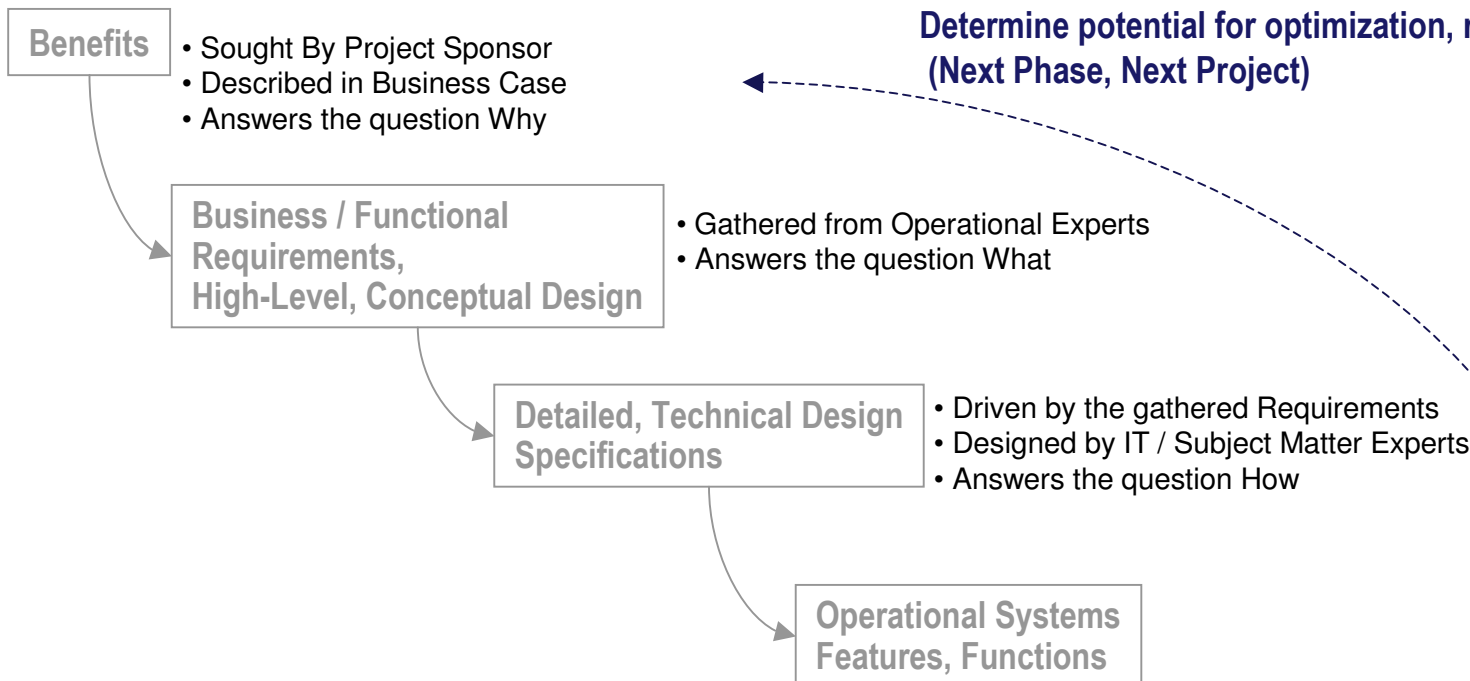 Benefits
• Sought By Project Sponsor
• Described in Business Case
• Answers the question Why
Determine potential for optimization,
(Next Phase, Next Project)
Business / Functional
Requirements,
High-Level, Conceptual Design
• Gathered from Operational Experts
• Answers the question What
Detailed, Technical Design
Specifications
• Driven by the gathered Requirements
• Designed by IT / Subject Matter Experts
• Answers the question How
Operational Systems
Features, Functions